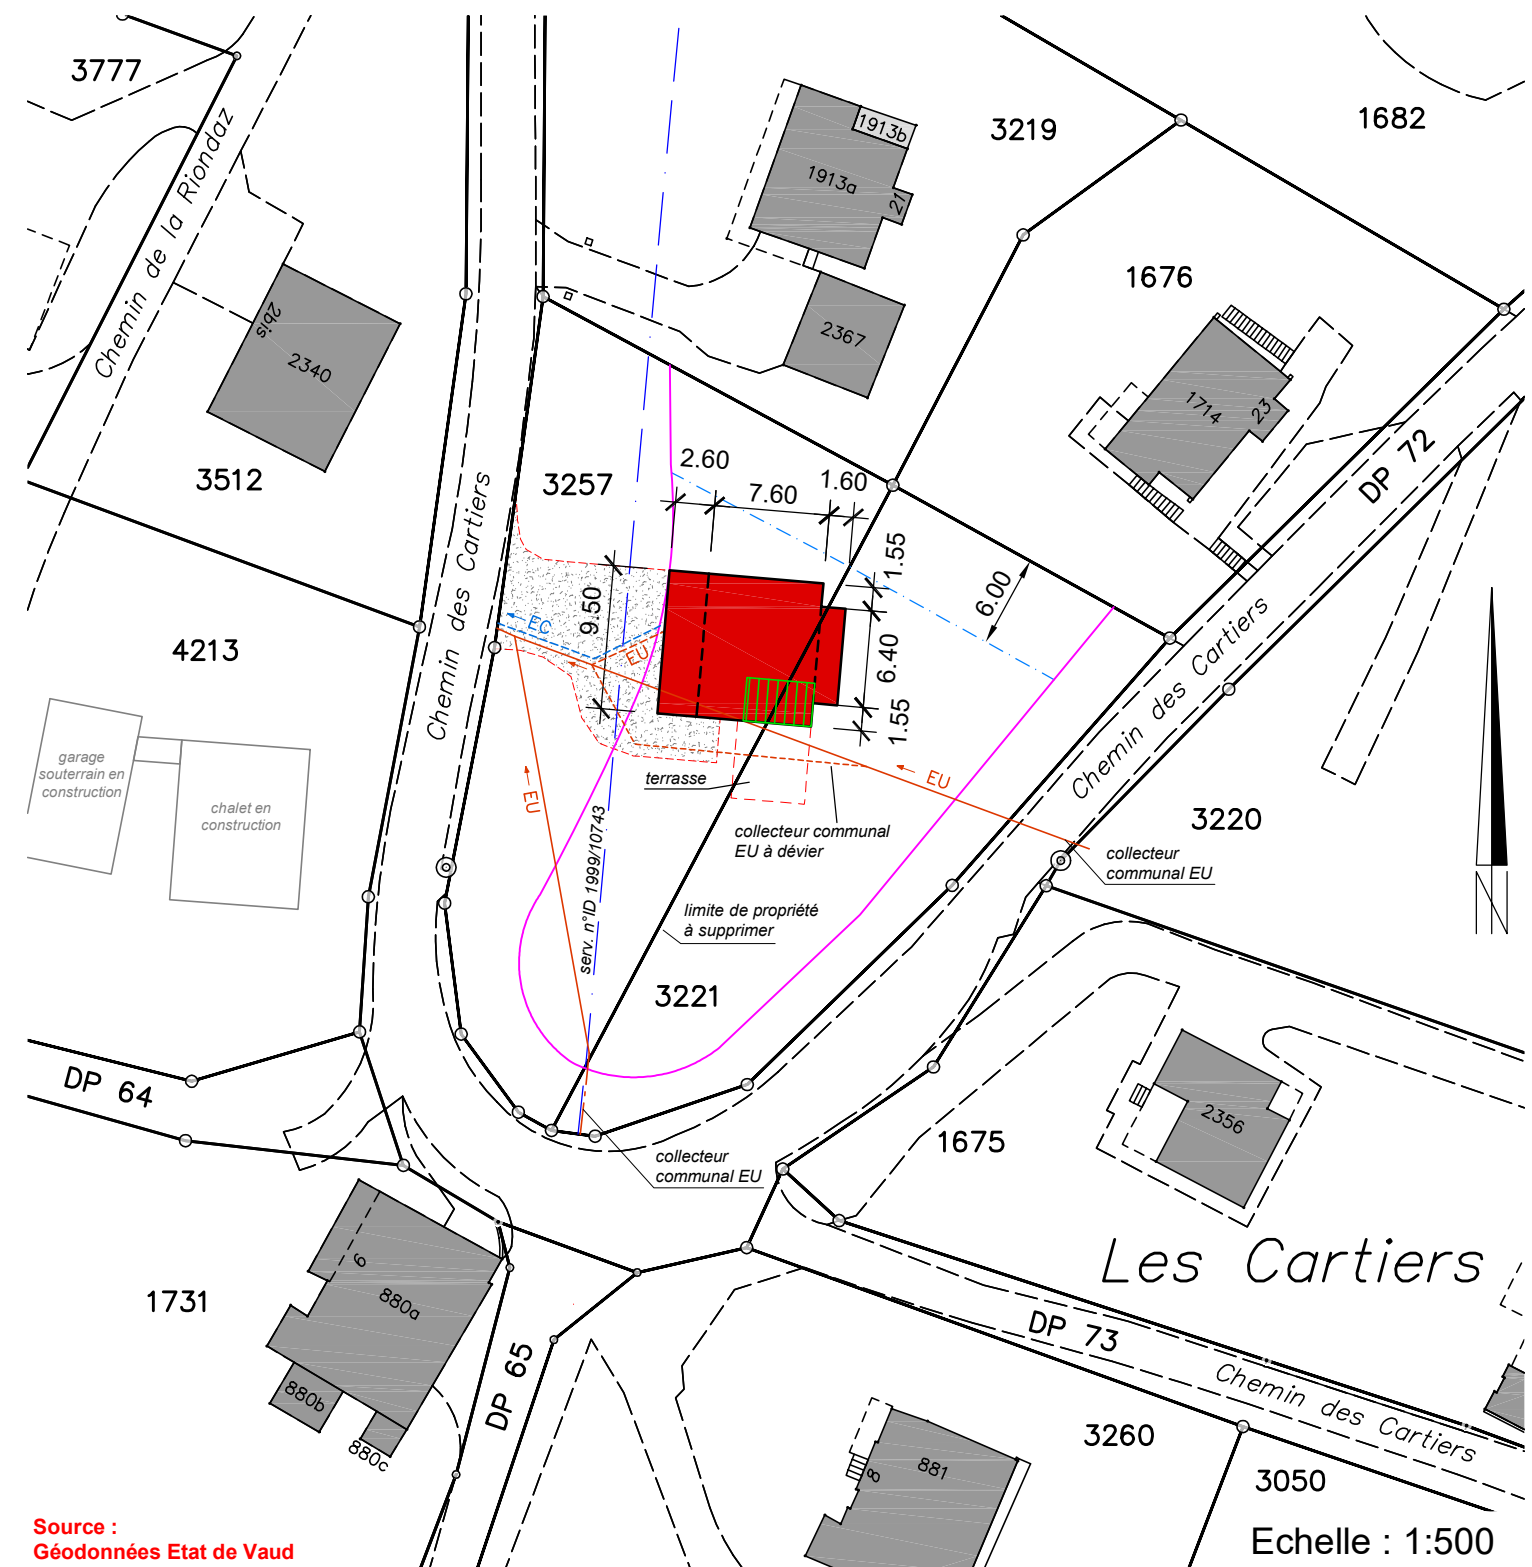 3777
Chemin de la Riondaz
1913b
1913a
21
3219
1682
2367
1676
2bis
2340
1714
23
3512
3257
2.60
7.60
1.60
DP 72
Chemin des Cartiers
1.55
6.00
9.50
EC
EU
6.40
1.55
4213
Chemin des Cartiers
garage
souterrain en
construction
chalet en
construction
terrasse
EU
EU
3220
collecteur communal
EU à dévier
collecteur
communal EU
serv. n°ID 1999/10743
limite de propriété
à supprimer
3221
DP 64
2356
1675
collecteur
communal EU
Les Cartiers
6
880a
1731
DP 73
DP 65
880b
880c
Chemin des Cartiers
3260
881
8
3050
Source :
Géodonnées Etat de Vaud
Echelle : 1:500
N